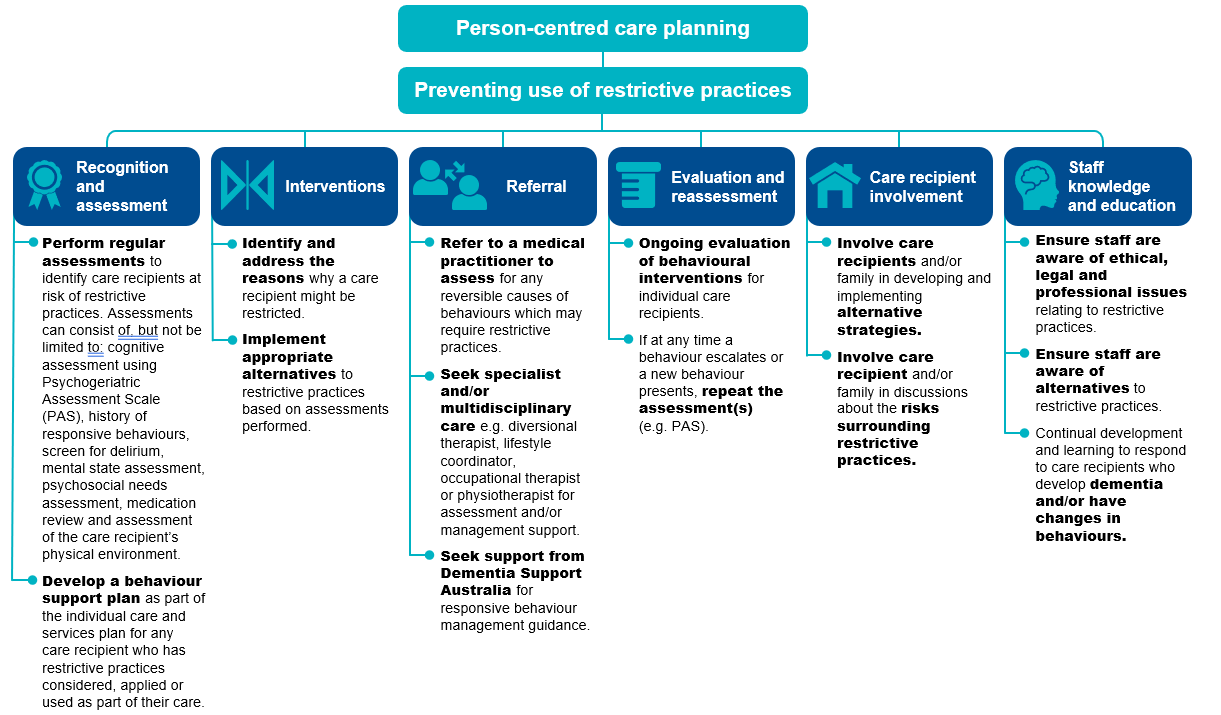 Person-centred care planning
Preventing use of restrictive practices
Recognition
and
assessment
Perform regular
assessments to
identify care recipients at
risk of restrictive
practices. Assessments
can consist of, but not be
limited to: cognitive
assessment using
Psychogeriatric
Assessment Scale
(PAS), history of
responsive behaviours,
screen for delirium,
mental state assessment,
psychosocial needs
assessment, medication
review and assessment
of the care recipient's
physical environment.
Develop a behaviour
support plan as part of
the individual care and
services plan for any
care recipient who has
restrictive practices
considered, applied or
used as part of their care.
Interventions
Identify and
address the
reasons why a care
recipient might be
restricted.
Implement
appropriate
alternatives to
restrictive practices
based on assessments
performed.
Referral
Refer to a medical
practitioner to
assess for any
reversible causes of
behaviours which may
require restrictive
practices.
Seek specialist
and/or
multidisciplinary
care e.g. diversional
therapist, lifestyle
coordinator,
occupational therapist
or physiotherapist for
assessment and/or
management support.
Seek support from
Dementia Support
Australia for
responsive behaviour
management guidance.
Evaluation and
reassessment
Ongoing evaluation
of behavioural
interventions for
individual care
recipients.
If at any time a
behaviour escalates or
a new behaviour
presents, repeat the
assessment(s)
(e.g. PAS).
Care recipient
involvement
Involve care
recipients and/or
family in developing and
implementing
alternative
strategies.
Involve care
recipient and/or
family in discussions
about the risks
surrounding
restrictive
practices.
Staff
knowledge
and education
Ensure staff are
aware of ethical,
legal and
professional issues
relating to restrictive
practices.
Ensure staff are
aware of
alternatives to
restrictive practices.
Continual development
and learning to respond
to care recipients who
develop dementia
and/or have
changes in
behaviours.